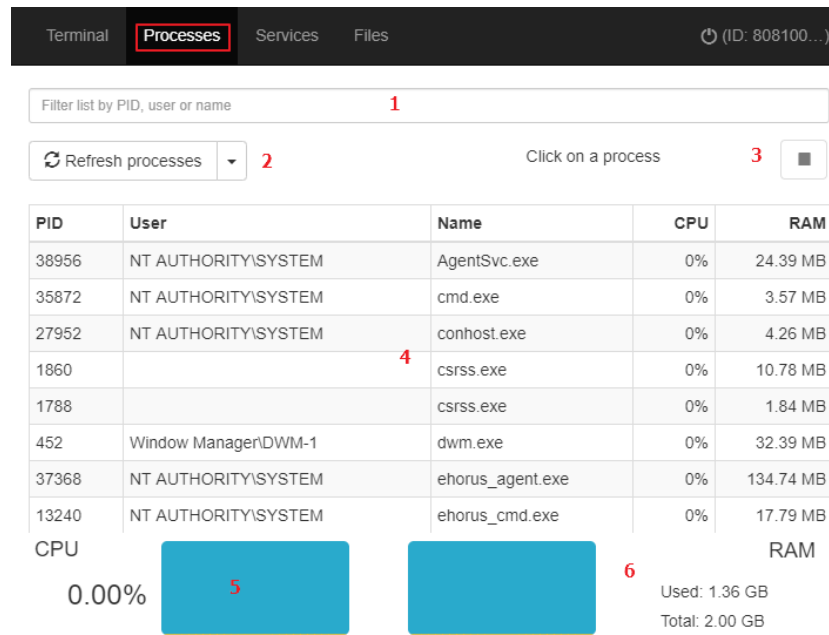 Terminal Processes Services Files (ID: 808100...)
Filter list by PID, user or name 1
Refresh processes 2 Click on a process 3
PID User Name CPU RAM
38956 NT AUTHORITY\SYSTEM AgentSvc.exe 0% 24.39 MB
35872 NT AUTHORITY\SYSTEM cmd.exe 0% 3.57 MB
27952 NT AUTHORITY\SYSTEM conhost.exe 0% 4.26 MB
4
1860 csrss.exe 0% 10.78 MB
1788 csrss.exe 0% 1.84 MB
452 Window Manager\DWM-1 dwm.exe 0% 32.39 MB
37368 NT AUTHORITY\SYSTEM ehorus_agent.exe 0% 134.74 MB
13240 NT AUTHORITY\SYSTEM ehorus_cmd.exe 0% 17.79 MB
CPU RAM
0.00% 5 6 Used: 1.36 GB
Total: 2.00 GB